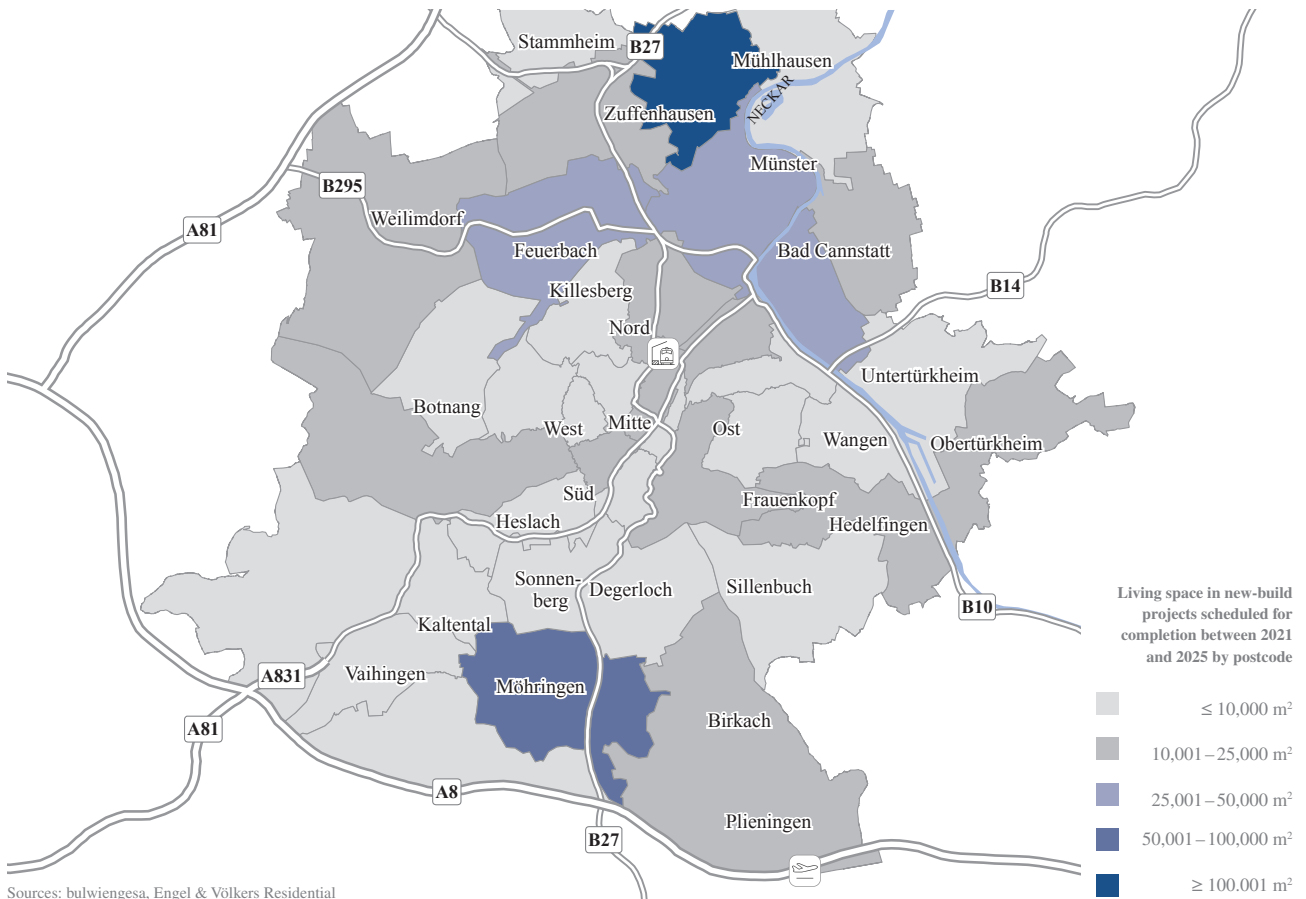 Stammheim
B27
Mühlhausen
NECKAR
Zuffenhausen
Münster
B295
Weilimdorf
A81
Feuerbach
Bad Cannstatt
Killesberg
B14
Nord
Untertürkheim
Botnang
West
Mitte
Ost
Wangen
Obertürkheim
Süd
Frauenkopf
Heslach
Hedelfingen
Sonnen-
berg
Degerloch
Sillenbuch
B10
Kaltental
A831
Vaihingen
Möhringen
Birkach
A81
A8
Plieningen
B27
Living space in new-build
projects scheduled for
completion between 2021
and 2025 by postcode
≤ 10,000 m²
10,001–25,000 m²
25,001–50,000 m²
50,001–100,000 m²
≥ 100.001 m²
Sources: bulwiengesa, Engel & Völkers Residential